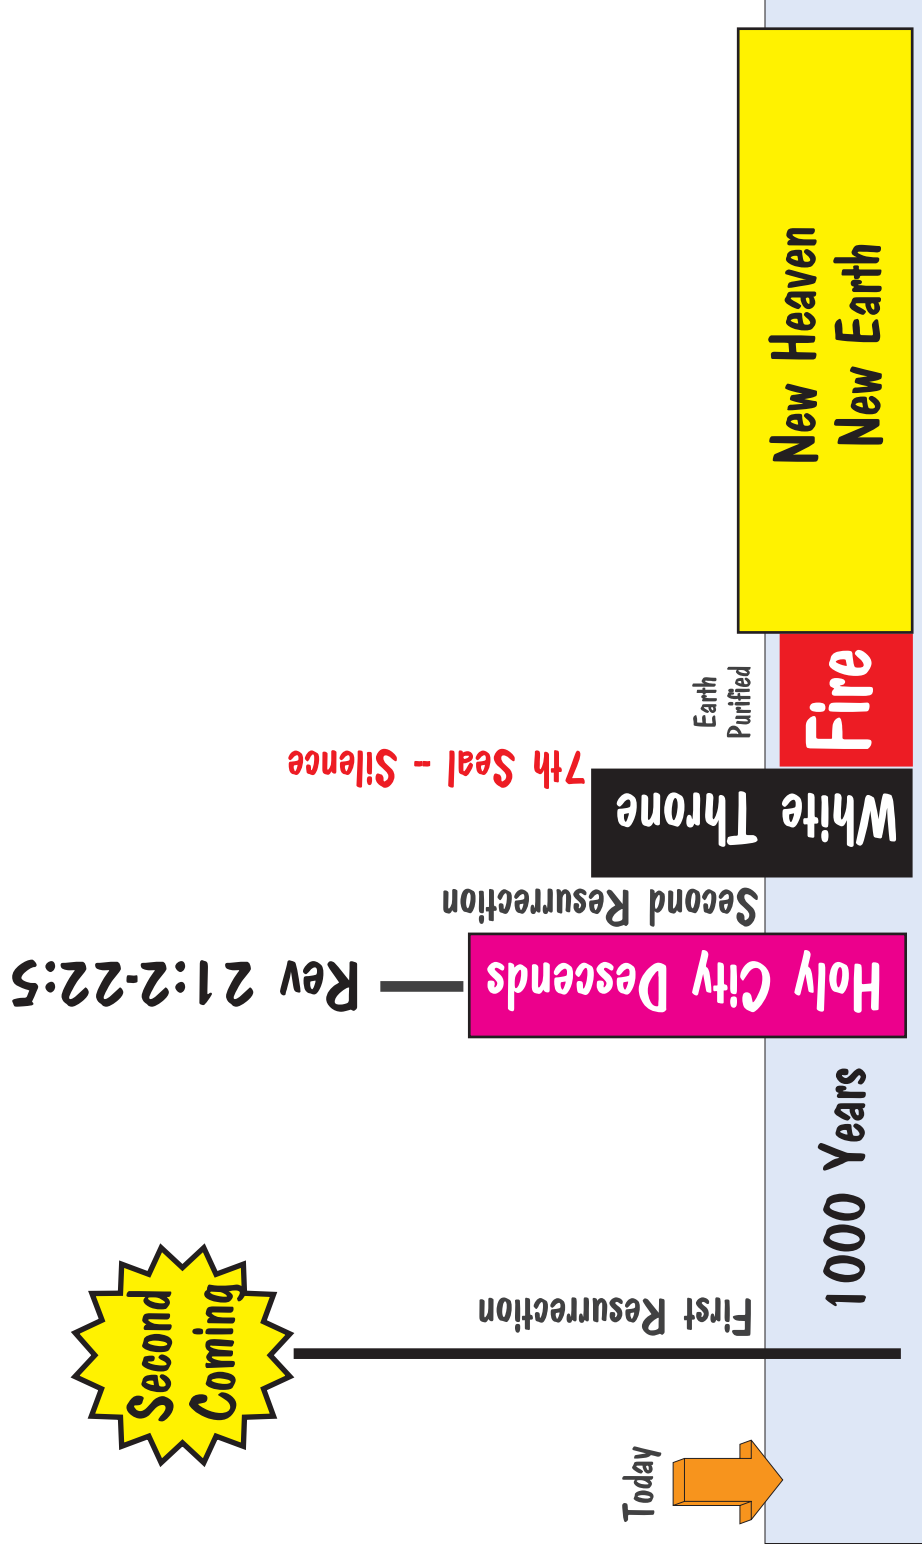 Today
Second
Coming
First Resurrection
1000 Years
Rev 21:2-22:5
Holy City Descends
Second Resurrection
White Throne
7th Seal - Silence
Earth
Purified
Fire
New Heaven
New Earth